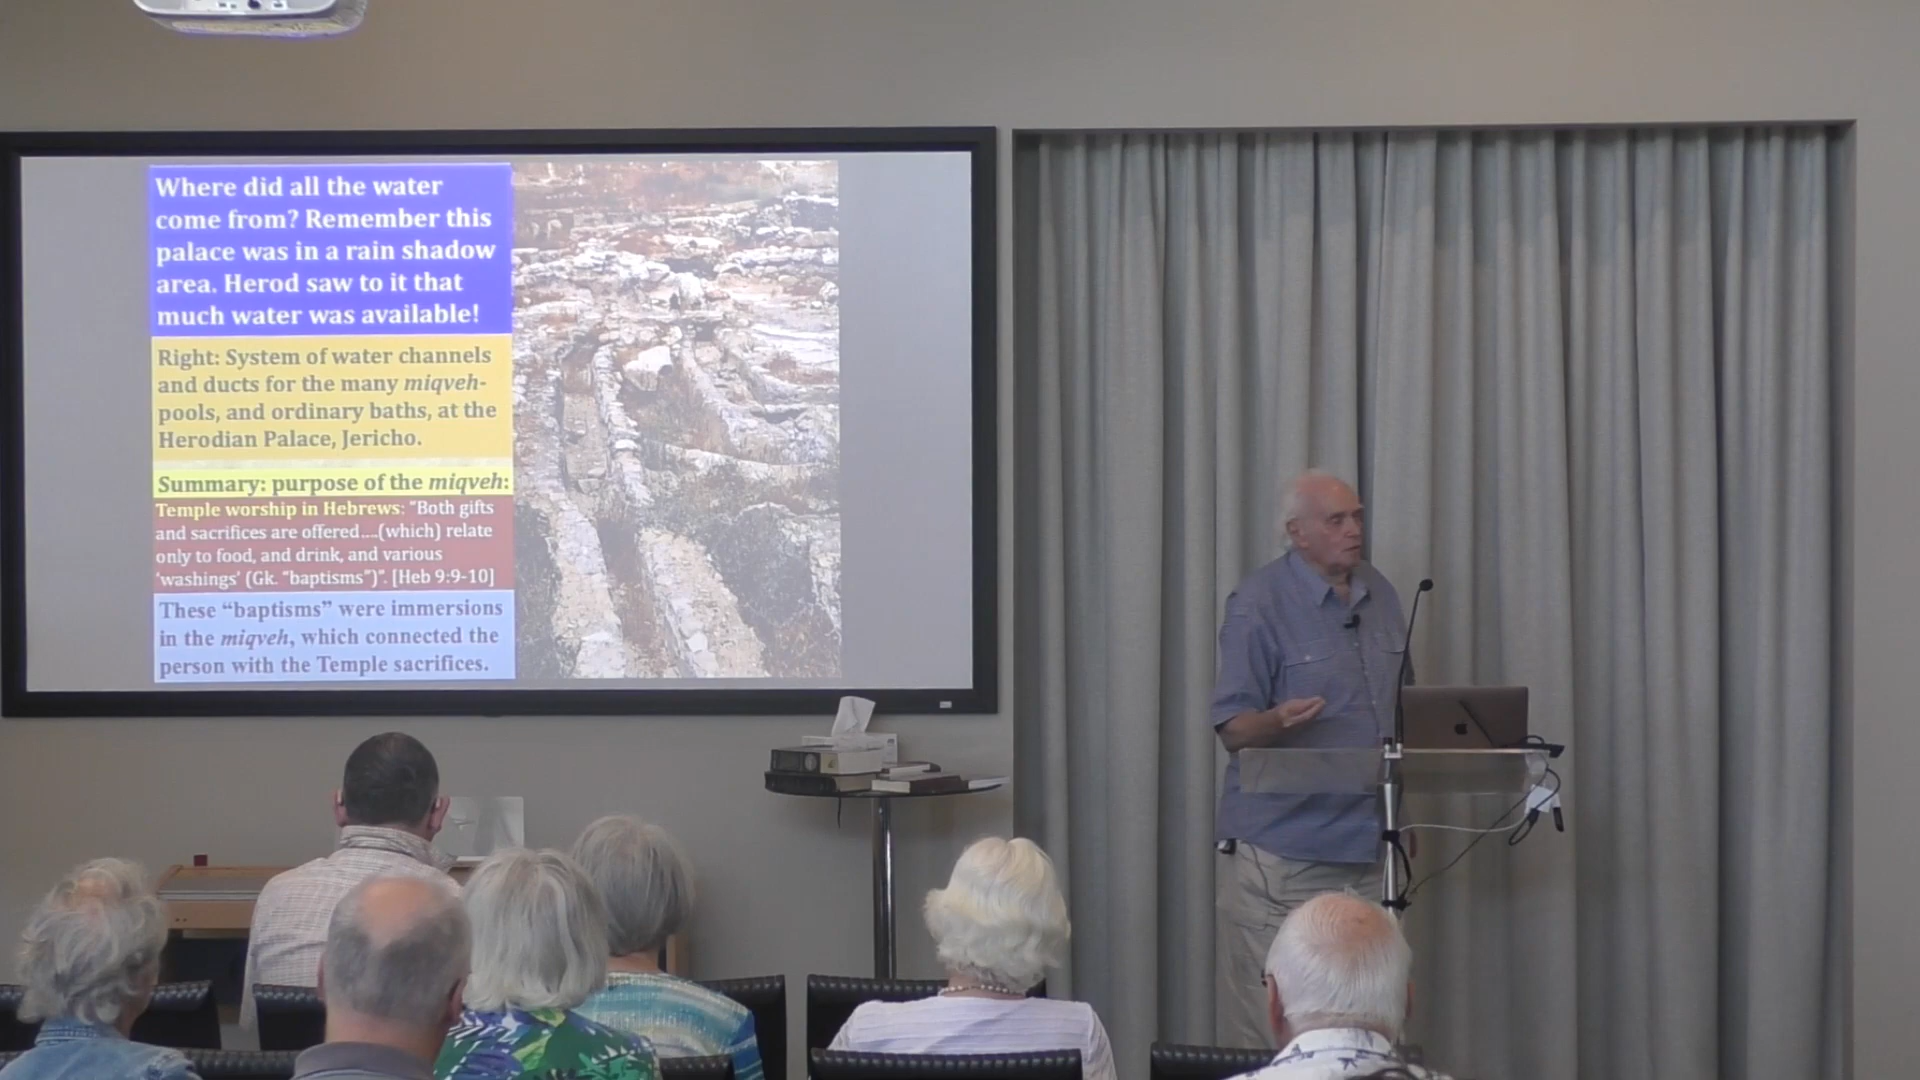 Where did all the water
come from? Remember this
palace was in a rain shadow
area. Herod saw to it that
much water was available!
Right: System of water channels
and ducts for the many miqveh-
pools, and ordinary baths, at the
Herodian Palace, Jericho.
Summary: purpose of the miqveh:
Temple worship in Hebrews: "Both gifts
and sacrifices are offered....(which) relate
only to food, and drink, and various
'washings' (Gk. "baptisms")". [Heb 9:9-10]
These “baptisms” were immersions
in the miqveh, which connected the
person with the Temple sacrifices.